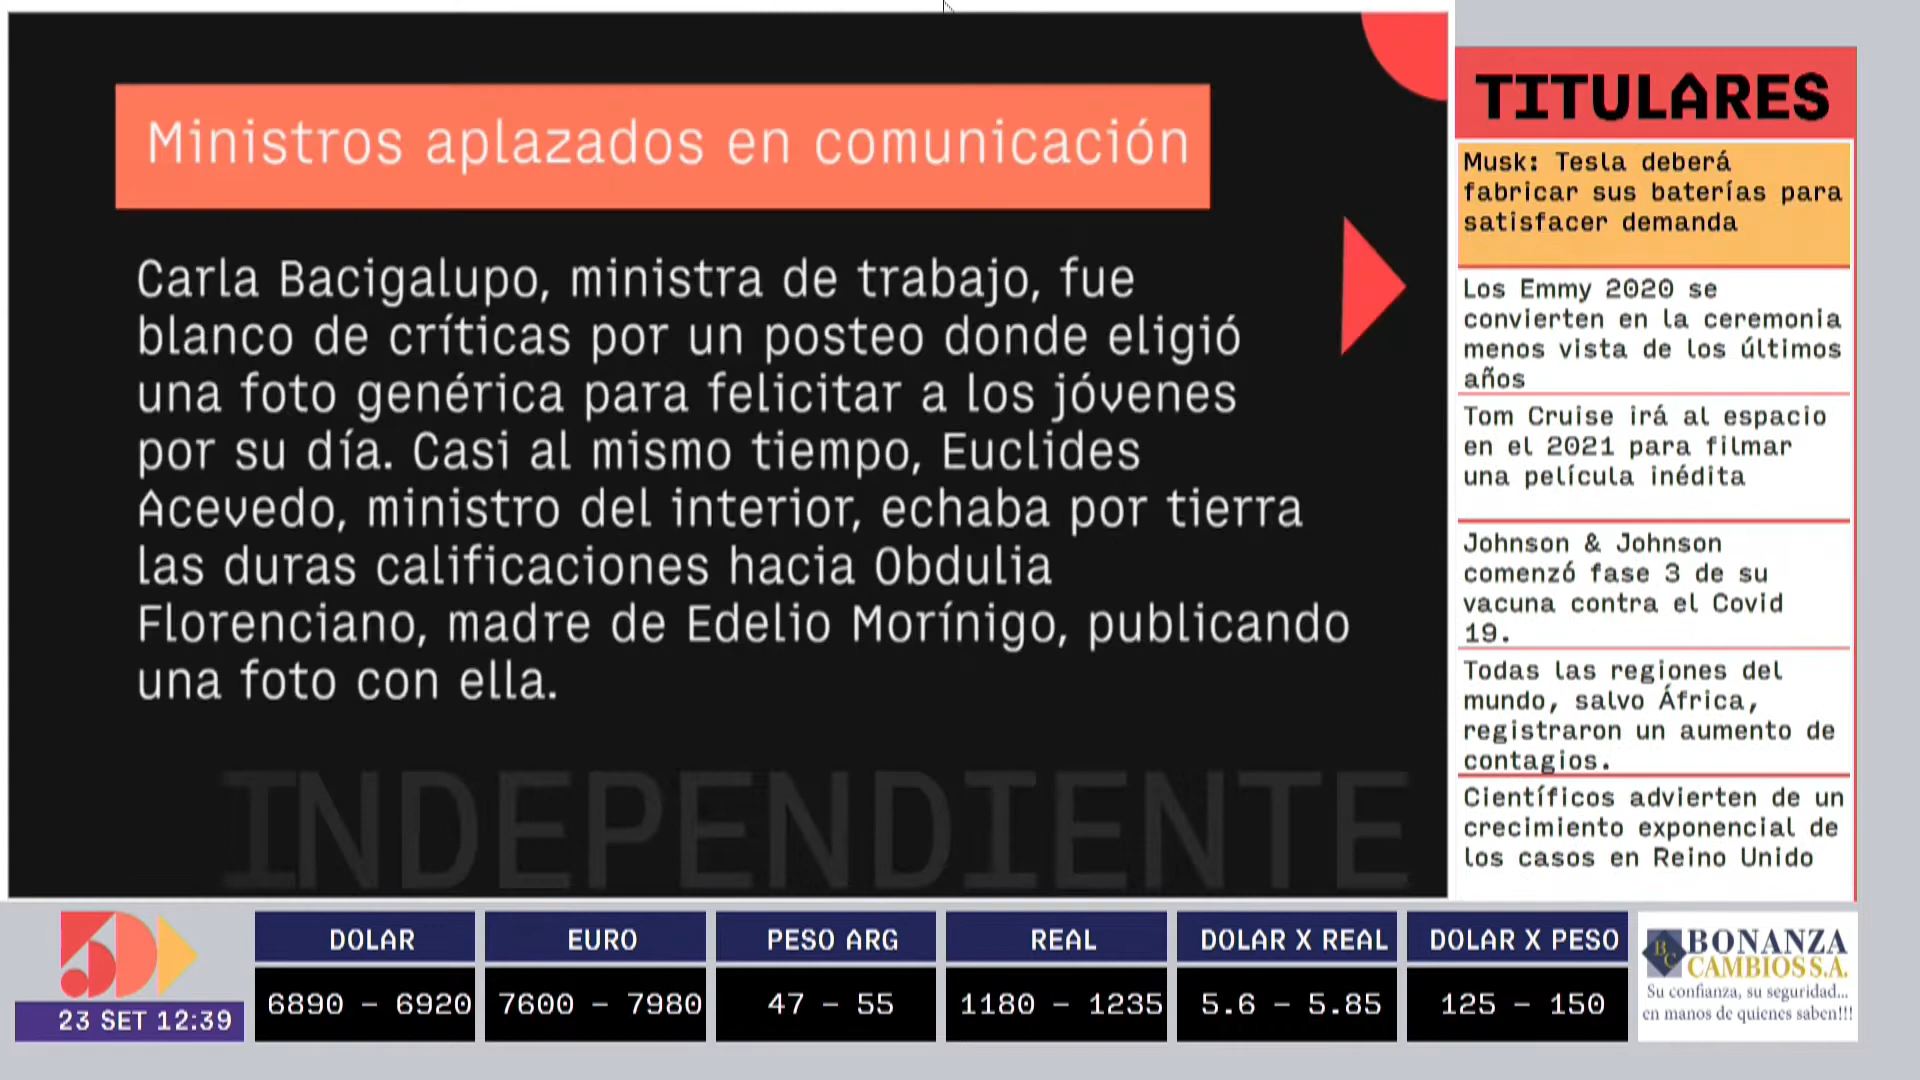 Ministros aplazados en comunicación
Carla Bacigalupo, ministra de trabajo, fue
blanco de críticas por un posteo donde eligió
una foto genérica para felicitar a los jóvenes
por su día. Casi al mismo tiempo, Euclides
Acevedo, ministro del interior, echaba por tierra
las duras calificaciones hacia Obdulia
Florenciano, madre de Edelio Morínigo, publicando
una foto con ella.
INDEPENDIENTE
TITULARES
Musk: Tesla deberá
fabricar sus baterías para
satisfacer demanda
Los Emmy 2020 se
convierten en la ceremonia
menos vista de los últimos
años
Tom Cruise irá al espacio
en el 2021 para filmar
una película inédita
Johnson & Johnson
comenzó fase 3 de su
vacuna contra el Covid
19.
Todas las regiones del
mundo, salvo África,
registraron un aumento de
contagios.
Científicos advierten de un
crecimiento exponencial de
los casos en Reino Unido
5D
23 SET 12:39
DOLAR
6890 - 6920
EURO
7600 - 7980
PESO ARG
47 - 55
REAL
1180 - 1235
DOLAR X REAL
5.6 - 5.85
DOLAR X PESO
125 - 150
BC
BONANZA
CAMBIOS S.A.
Su confianza, su seguridad...
en manos de quienes saben!!!